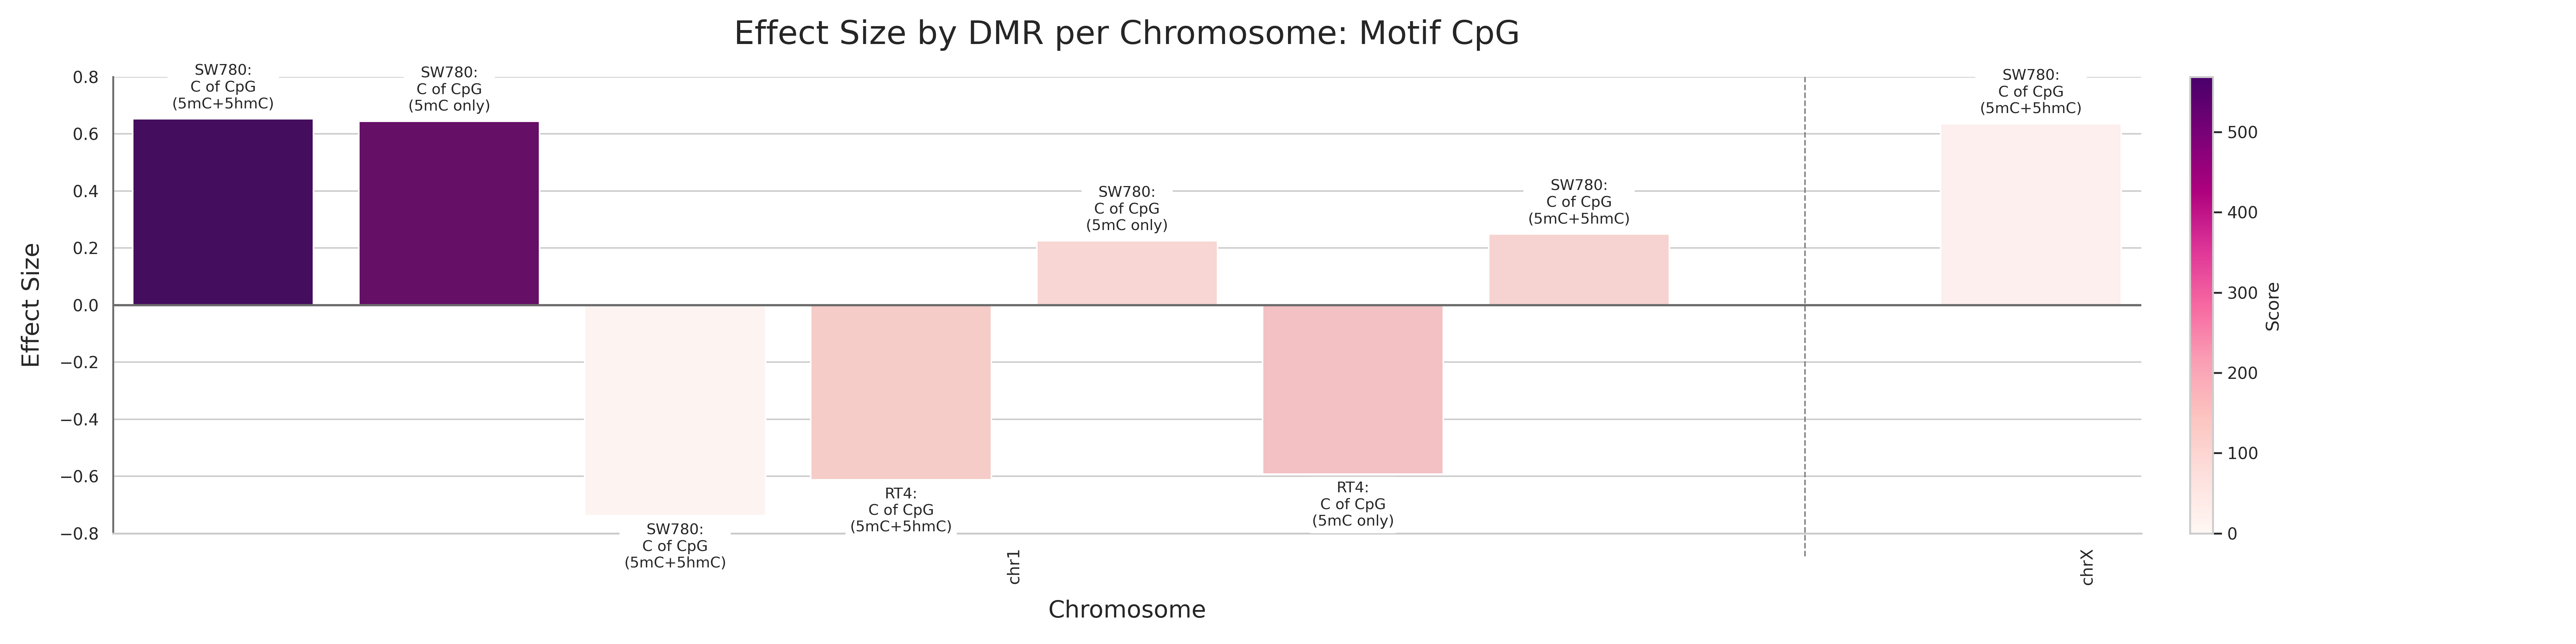 Effect Size by DMR per Chromosome: Motif CpG
Effect Size
0.8
0.6
0.4
0.2
0.0
−0.2
−0.4
−0.6
−0.8
SW780:
C of CpG
(5mC+5hmC)
SW780:
C of CpG
(5mC only)
SW780:
C of CpG
(5mC+5hmC)
RT4:
C of CpG
(5mC+5hmC)
SW780:
C of CpG
(5mC only)
RT4:
C of CpG
(5mC only)
SW780:
C of CpG
(5mC+5hmC)
SW780:
C of CpG
(5mC+5hmC)
chr1
chrX
Chromosome
500
400
300
200
100
0
Score